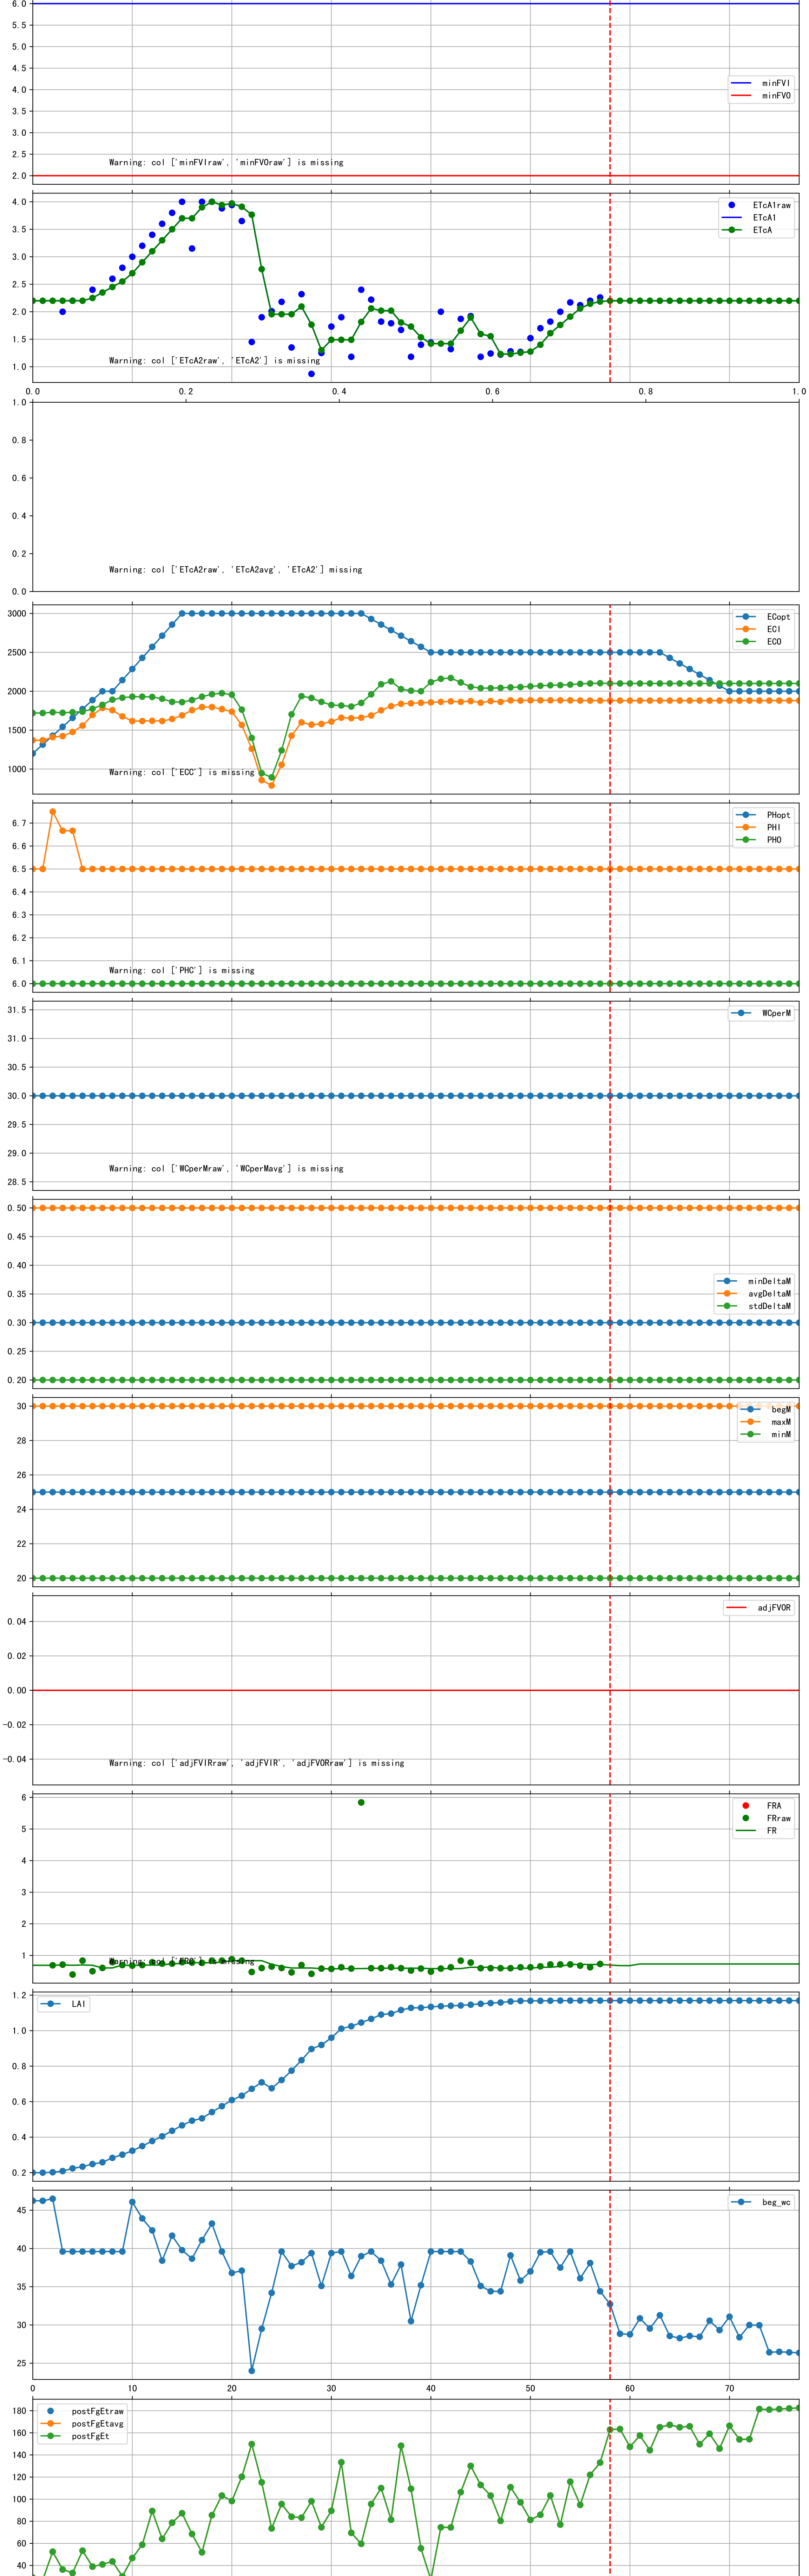 6.0
5.5
5.0
4.5
4.0
3.5
3.0
2.5
2.0
minFVI
minFVO
Warning: col ['minFVIraw', 'minFVOraw'] is missing
4.0
3.5
3.0
2.5
2.0
1.5
1.0
ETcA1raw
ETcA1
ETcA
Warning: col ['ETcA2raw', 'ETcA2'] is missing
0.0 0.2 0.4 0.6 0.8 1.0
1.0
0.8
0.6
0.4
0.2
0.0
Warning: col ['ETcA2raw', 'ETcA2avg', 'ETcA2'] missing
3000
2500
2000
1500
1000
ECopt
ECI
ECO
Warning: col ['ECC'] is missing
6.7
6.6
6.5
6.4
6.3
6.2
6.1
6.0
PHopt
PHI
PHO
Warning: col ['PHC'] is missing
31.5
31.0
30.5
30.0
29.5
29.0
28.5
WCperM
Warning: col ['WCperMraw', 'WCperMavg'] is missing
0.50
0.45
0.40
0.35
0.30
0.25
0.20
minDeltaM
avgDeltaM
stdDeltaM
30
28
26
24
22
20
begM
maxM
minM
0.04
0.02
0.00
-0.02
-0.04
adjFVOR
Warning: col ['adjFVIRraw', 'adjFVIR', 'adjFVORraw'] is missing
6
5
4
3
2
1
FRA
FRraw
FR
LAI
1.2
1.0
0.8
0.6
0.4
0.2
45
40
35
30
25
beg_wc
0 10 20 30 40 50 60 70
180
160
140
120
100
80
60
40
postFgEtraw
postFgEtavg
postFgEt